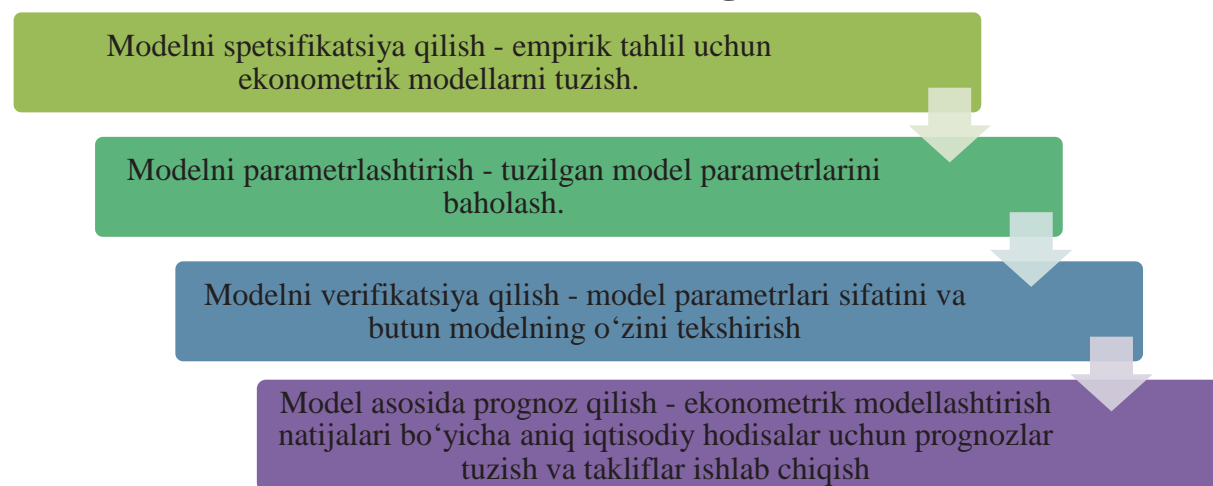 Modelni spetsifikatsiya qilish - empirik tahlil uchun
ekonometrik modellarni tuzish.
Modelni parametrlashtirish - tuzilgan model parametrlarini
baholash.
Modelni verifikatsiya qilish - model parametrlari sifatini va
butun modelning o‘zini tekshirish
Model asosida prognoz qilish - ekonometrik modellashtirish
natijalari bo‘yicha aniq iqtisodiy hodisalar uchun prognozlar
tuzish va takliflar ishlab chiqish